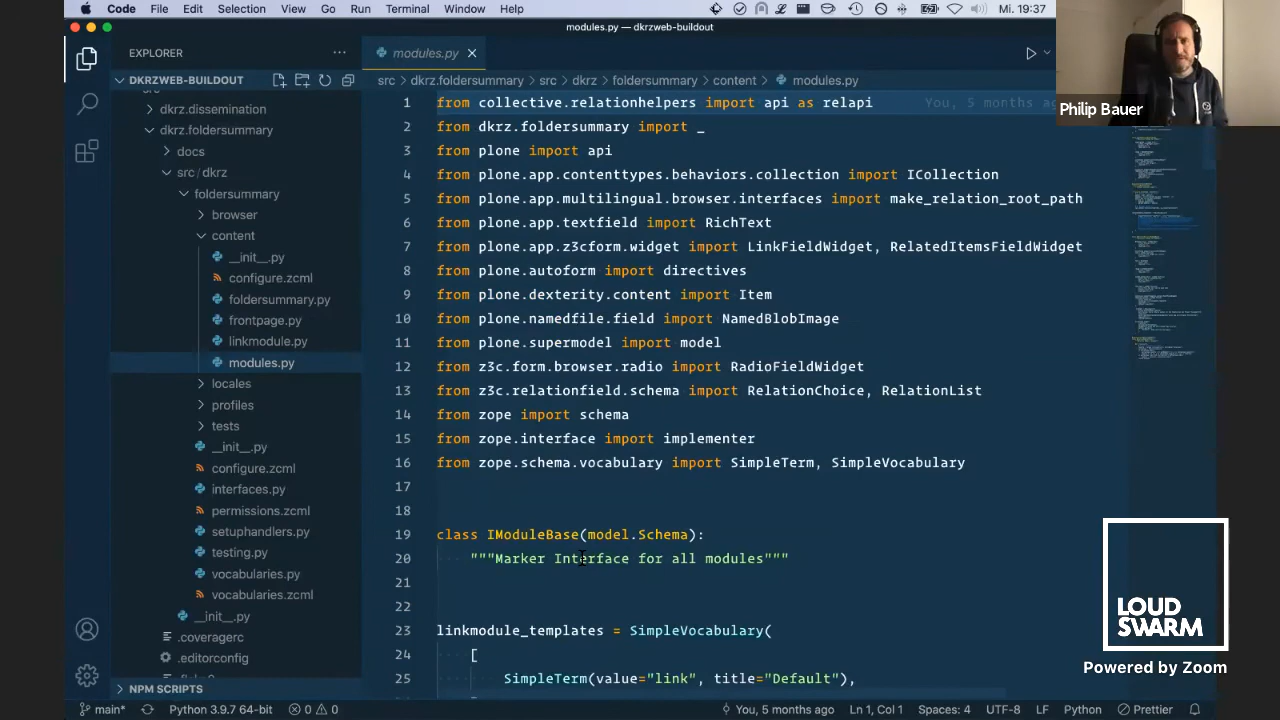 Code File Edit Selection View Go Run Terminal Window Help Mi. 19:37
modules.py — dkrzweb-buildout
EXPLORER
modules.py
DKRZWEB-BUILDOUT
src > dkrz.foldersummary > src > dkrz > foldersummary > content > modules.py
src
dkrz.dissemination
dkrz.foldersummary
docs
src / dkrz
foldersummary
browser
content
__init__.py
configure.zcml
foldersummary.py
frontpage.py
linkmodule.py
modules.py
locales
profiles
tests
__init__.py
configure.zcml
interfaces.py
permissions.zcml
setuphandlers.py
testing.py
vocabularies.py
vocabularies.zcml
__init__.py
.coveragerc
.editorconfig
NPM SCRIPTS
1 from collective.relationhelpers import api as relapi You, 5 months
2 from dkrz.foldersummary import _
3 from plone import api
4 from plone.app.contenttypes.behaviors.collection import ICollection
5 from plone.app.multilingual.browser.interfaces import make_relation_root_path
6 from plone.app.textfield import RichText
7 from plone.app.z3cform.widget import LinkFieldWidget, RelatedItemsFieldWidget
8 from plone.autoform import directives
9 from plone.dexterity.content import Item
10 from plone.namedfile.field import NamedBlobImage
11 from plone.supermodel import model
12 from z3c.form.browser.radio import RadioFieldWidget
13 from z3c.relationfield.schema import RelationChoice, RelationList
14 from zope import schema
15 from zope.interface import implementer
16 from zope.schema.vocabulary import SimpleTerm, SimpleVocabulary
17
18
19 class IModuleBase(model.Schema):
20 """Marker Interface for all modules"""
21
22
23 linkmodule_templates = SimpleVocabulary(
24 [
25 SimpleTerm(value="link", title="Default"),
Philip Bauer
LOUD
SWARM
Powered by Zoom
main* Python 3.9.7 64-bit 0 0 You, 5 months ago Ln 1, Col 1 Spaces: 4 UTF-8 LF Python Prettier